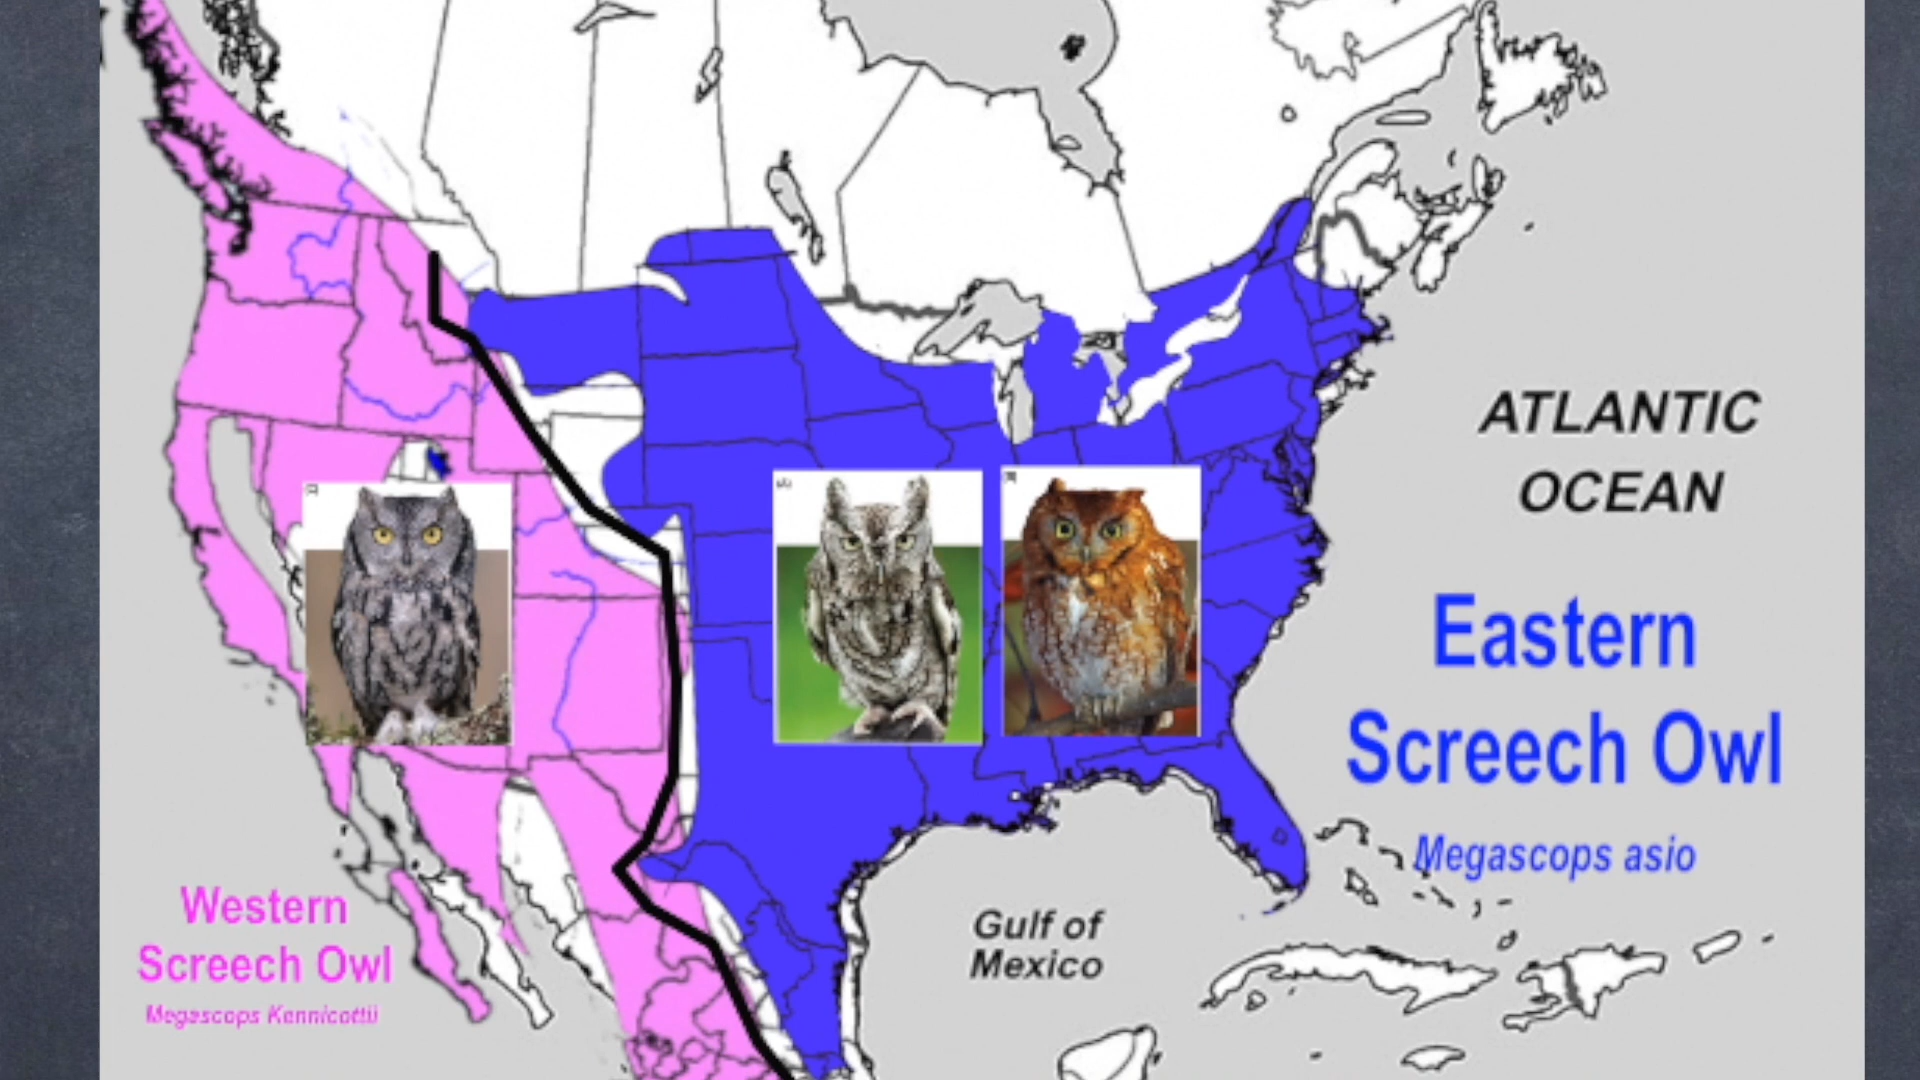 ATLANTIC
OCEAN
Eastern
Screech Owl
Megascops asio
Gulf of
Mexico
Western
Screech Owl
Megascops Kennicottii